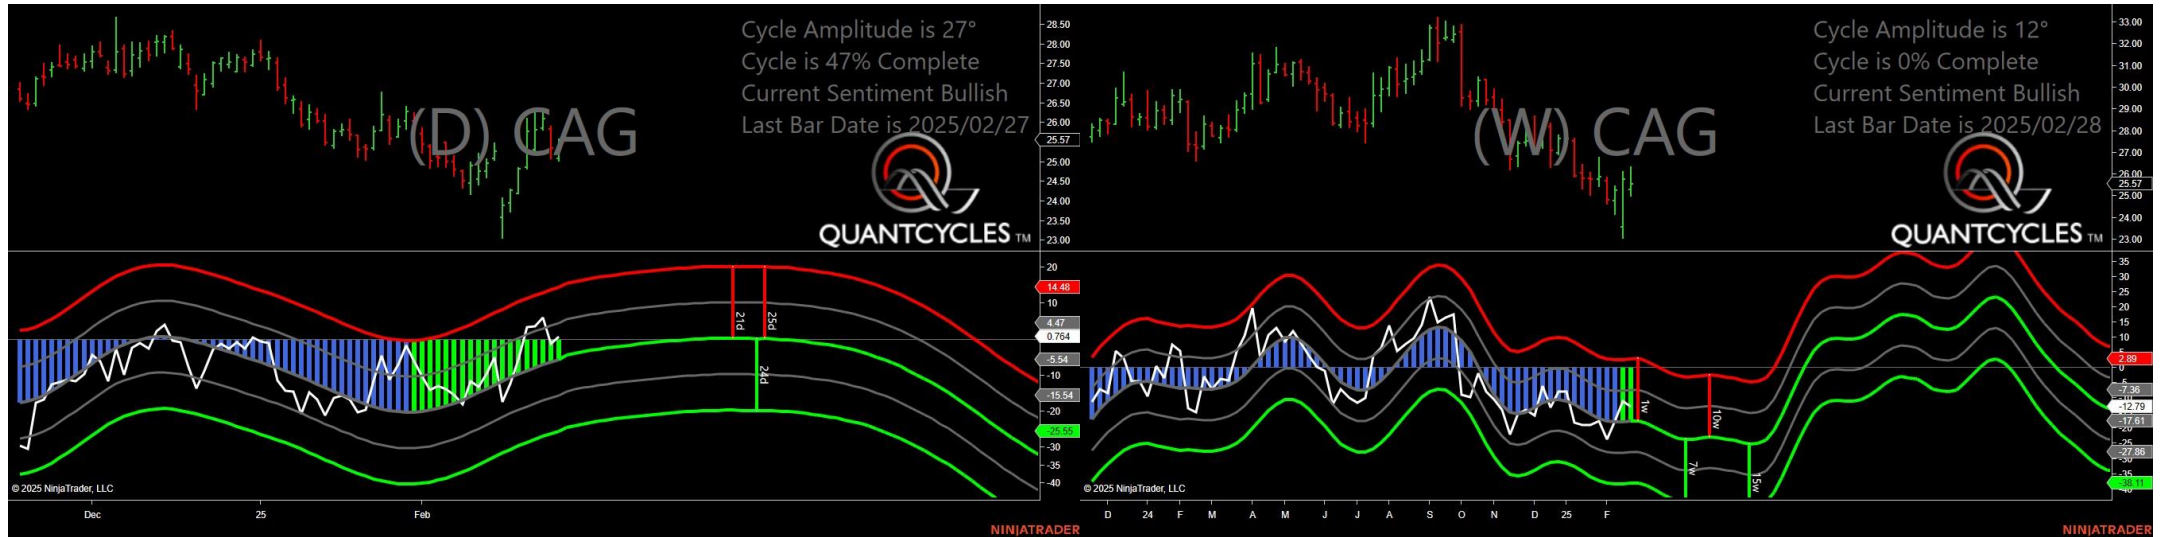 Cycle Amplitude is 27°
Cycle is 47% Complete
Current Sentiment Bullish
Last Bar Date is 2025/02/27
(D) CAG
QUANTCYCLES TM
28.50
28.00
27.50
27.00
26.50
26.00
25.57
25.00
24.50
24.00
23.50
23.00
20
14.48
10
4.47
0.764
-5.54
-10
-15.54
-20
-25.55
-30
-35
-40
21d
25d
24d
© 2025 NinjaTrader, LLC
Dec
25
Feb
NINJATRADER
Cycle Amplitude is 12°
Cycle is 0% Complete
Current Sentiment Bullish
Last Bar Date is 2025/02/28
(W) CAG
QUANTCYCLES TM
33.00
32.00
31.00
30.00
29.00
28.00
27.00
26.00
25.57
25.00
24.00
23.00
35
30
25
20
15
10
2.89
0
-7.36
-12.79
-17.61
-27.86
-38.11
1w
10w
7w
15w
© 2025 NinjaTrader, LLC
D
24
F
M
A
M
J
J
A
S
O
N
D
25
F
NINJATRADER